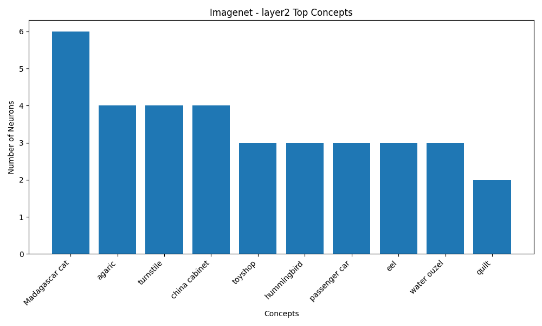 Imagenet - layer2 Top Concepts
Number of Neurons
6
5
4
3
2
1
0
Madagascar cat
agaric
turnstile
china cabinet
toyshop
hummingbird
passenger car
eel
water ouzel
quilt
Concepts